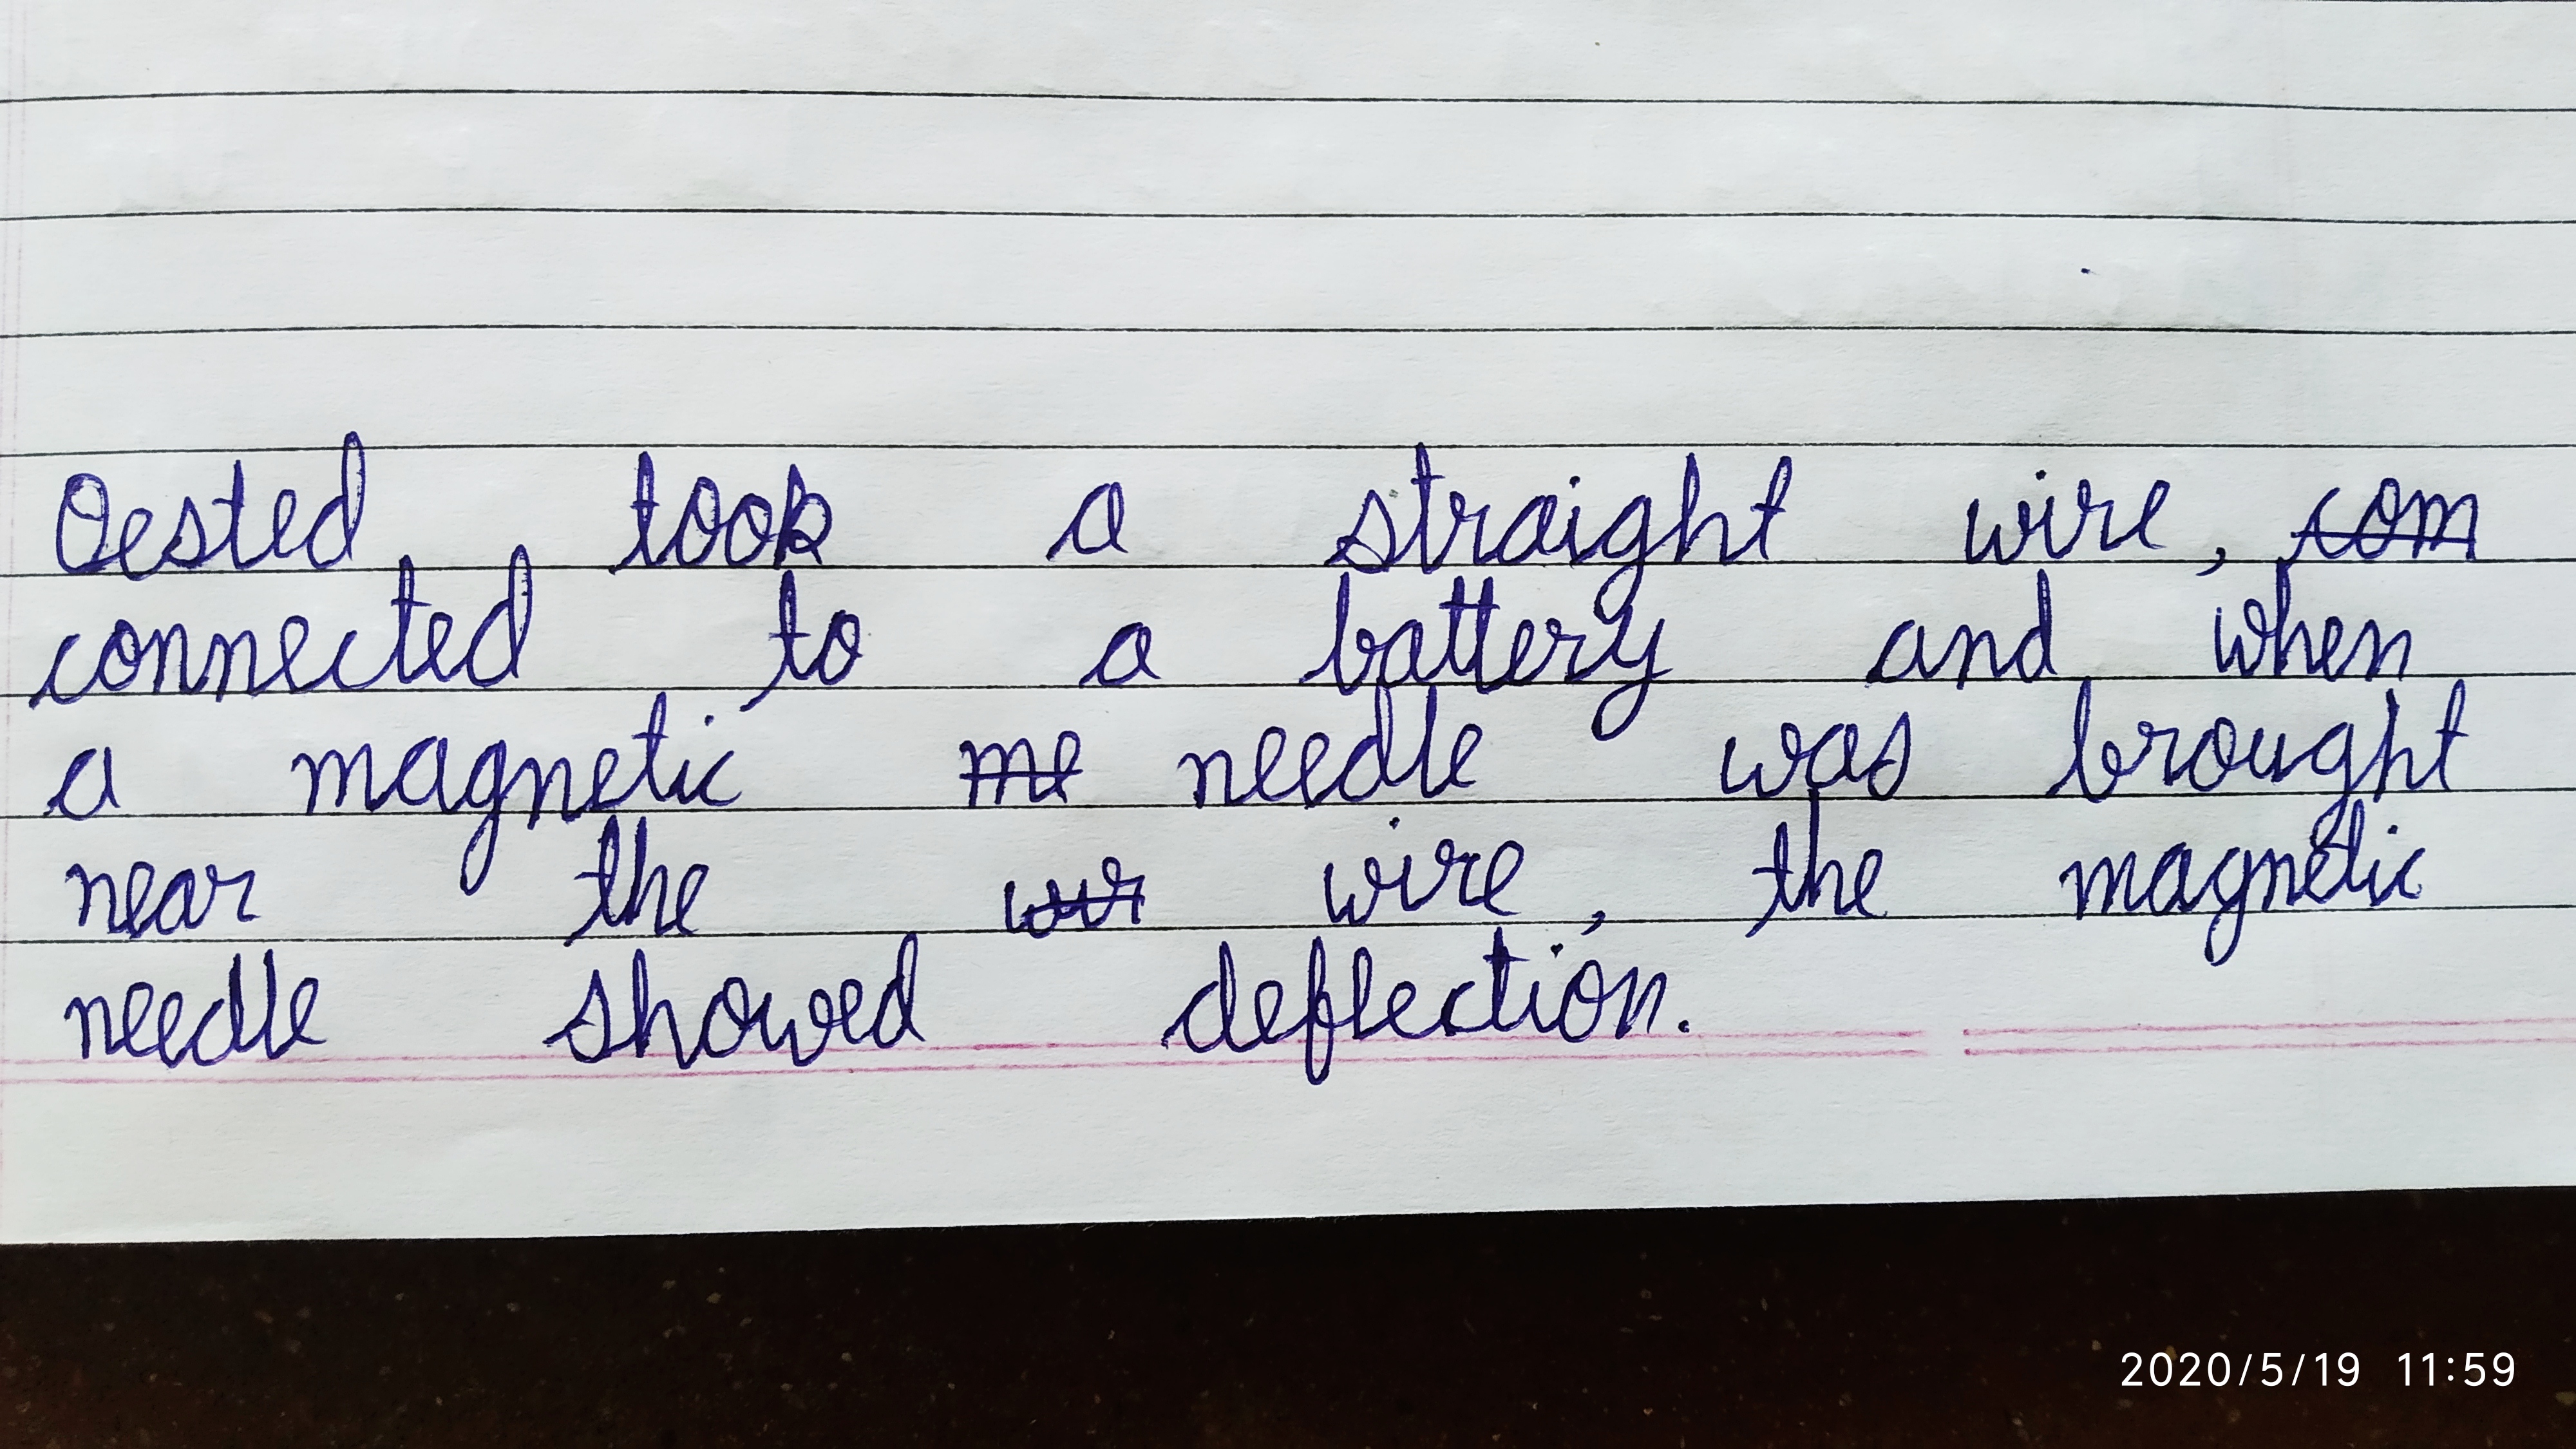 Oested took a straight wire, com
connected to a battery and when
a magnetic me needle was brought
near the wir wire, the magnetic
needle showed deflection.
2020/5/19 11:59